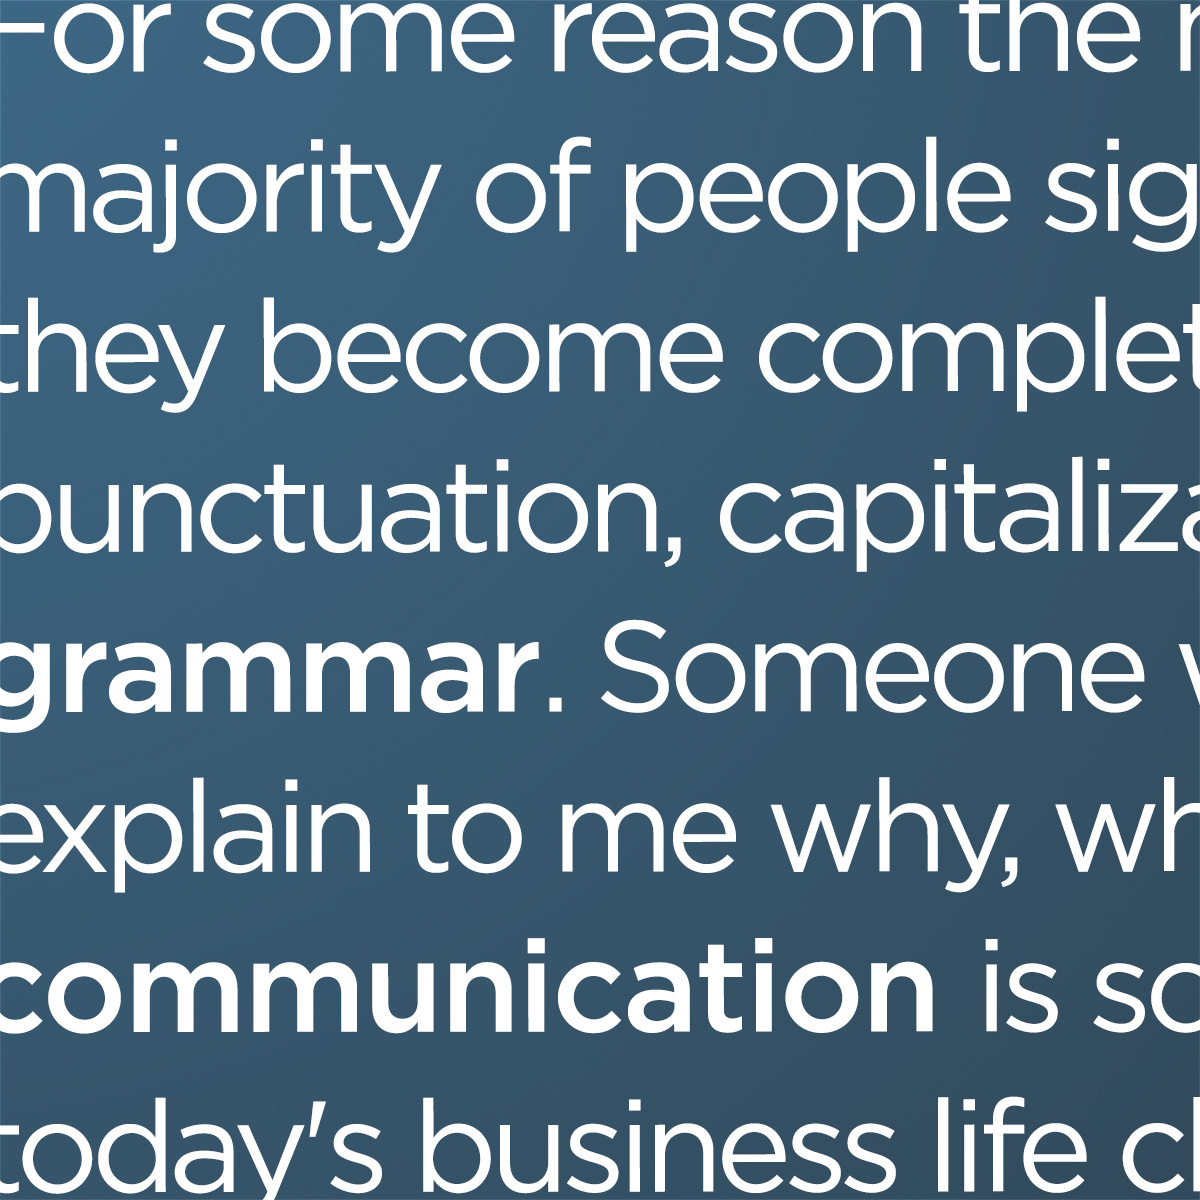 For some reason the
majority of people sig
they become complet
punctuation, capitaliza
grammar. Someone
explain to me why, wh
communication is so
today's business life c